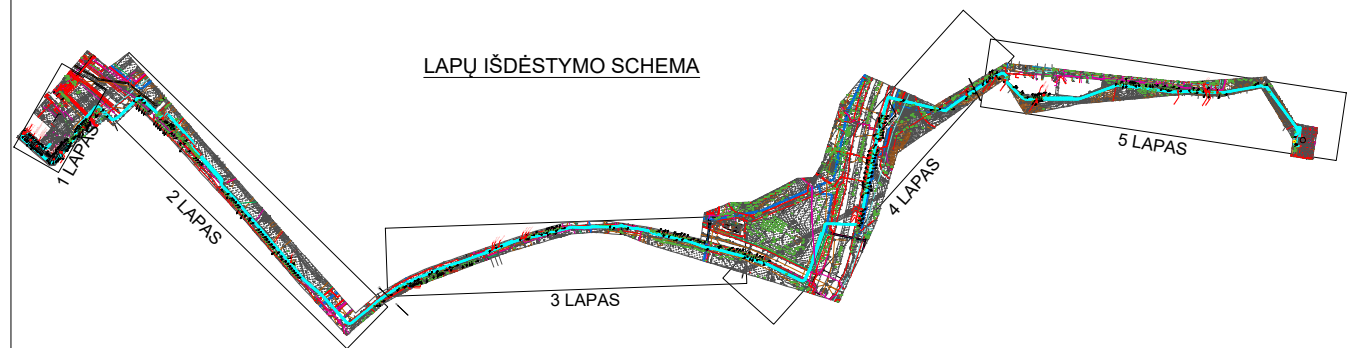 LAPŲ IŠDĖSTYMO SCHEMA
1 LAPAS
2 LAPAS
3 LAPAS
4 LAPAS
5 LAPAS